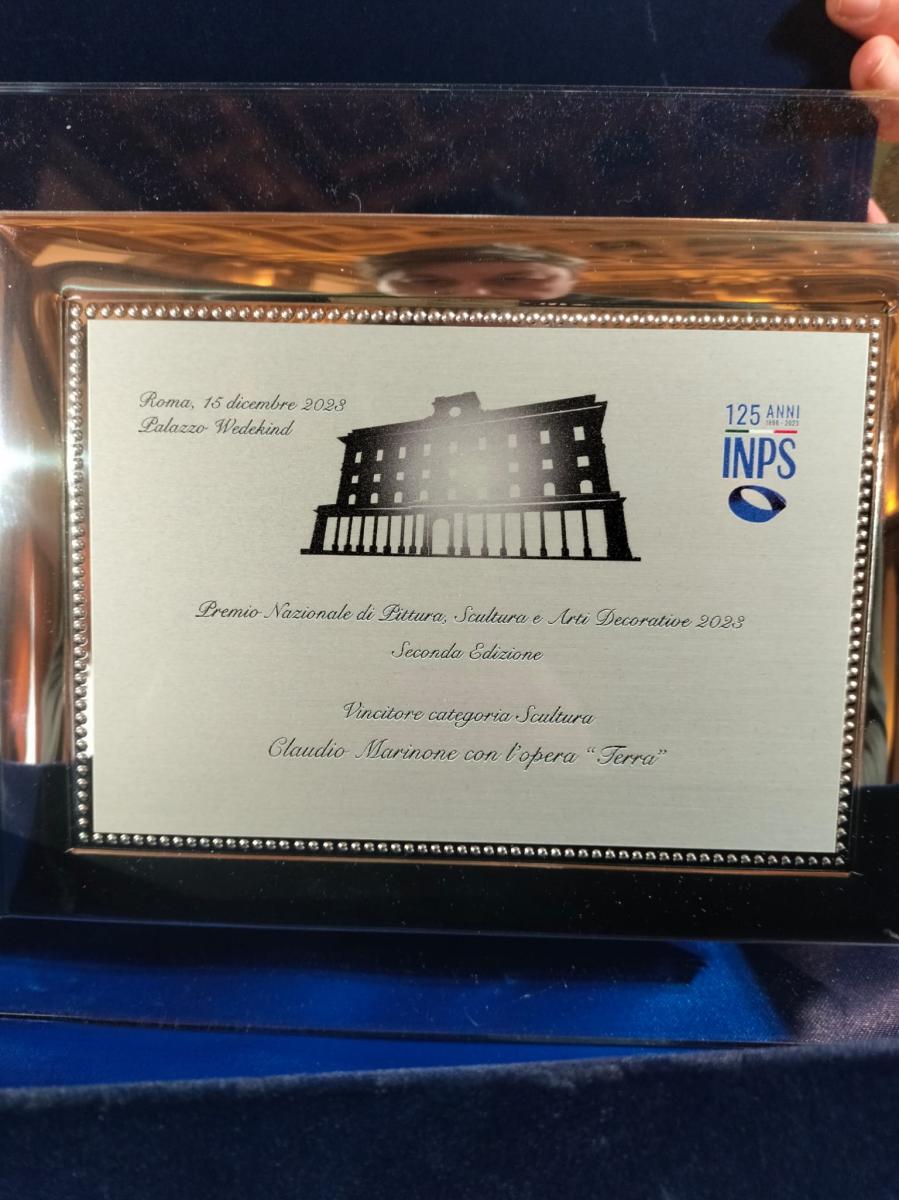 Roma, 15 dicembre 2023
Palazzo Wedekind
125 ANNI
1898 - 2023
INPS
Premio Nazionale di Pittura, Scultura e Arti Decorative 2023
Seconda Edizione
Vincitore categoria Scultura
Claudio Marinone con l'opera “Terra”